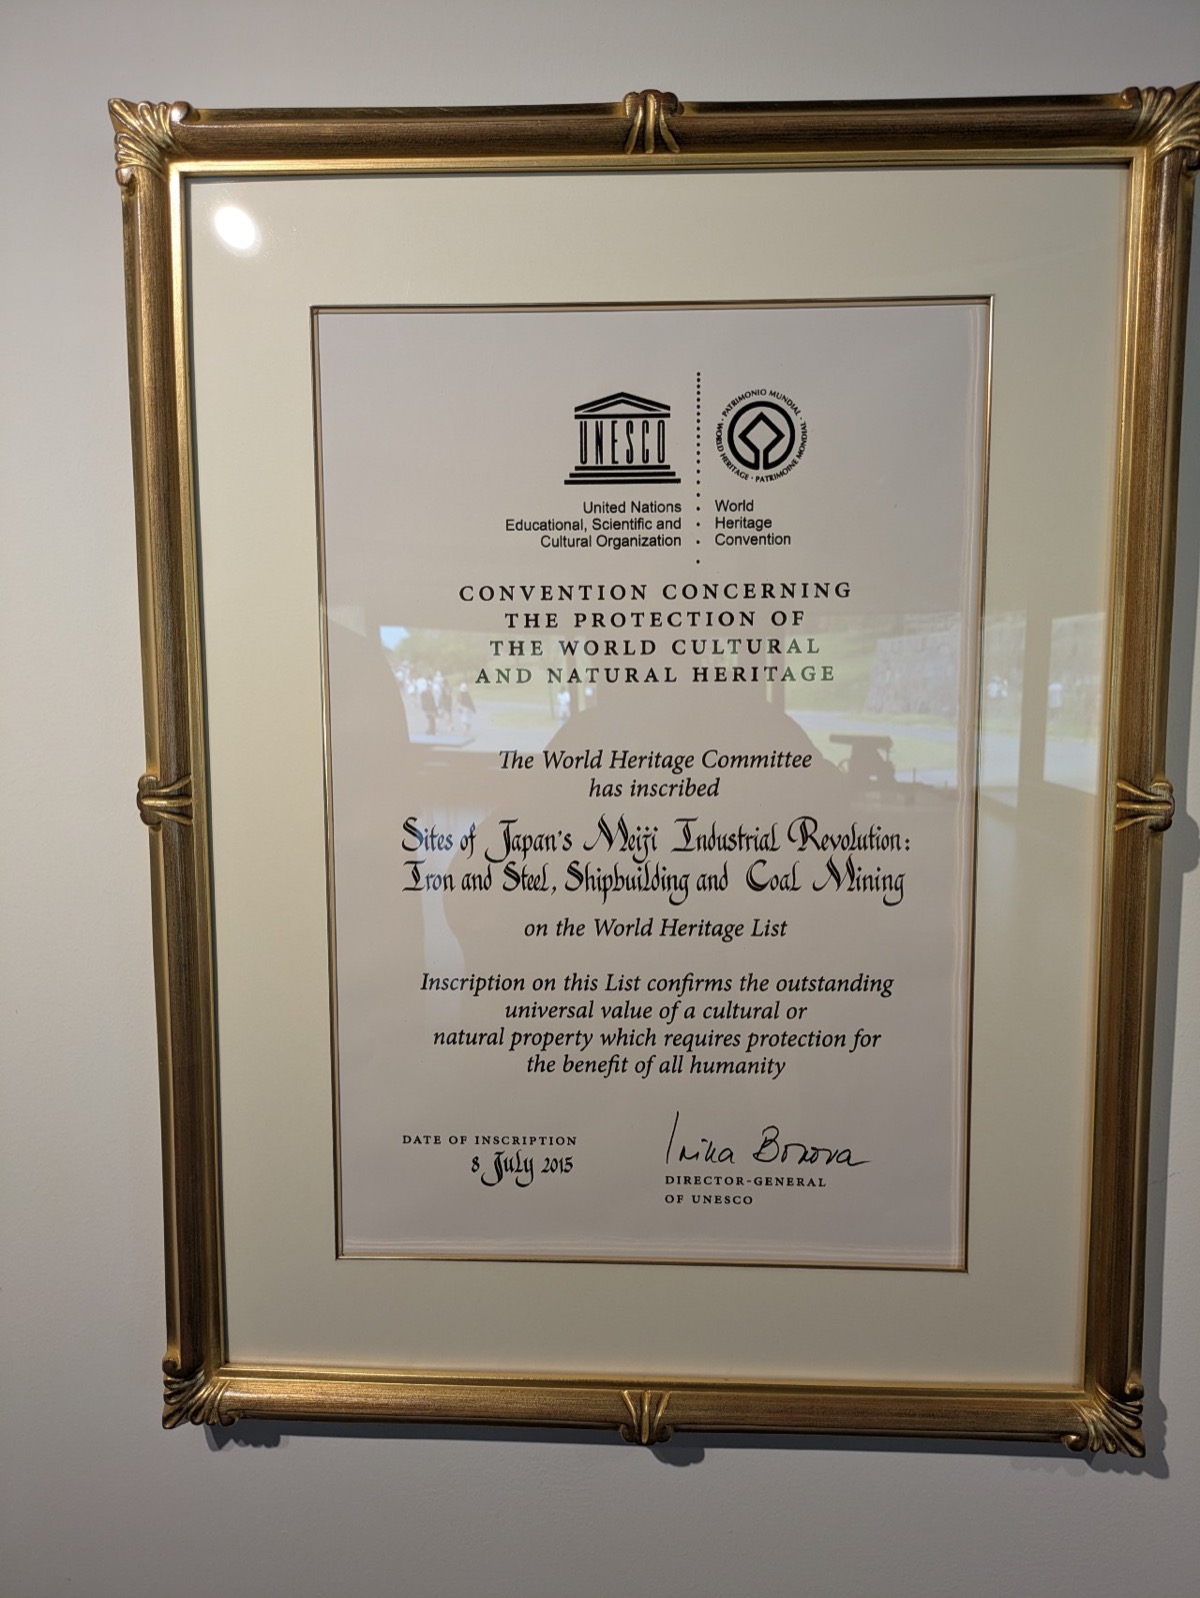 UNESCO
PATRIMONIO MUNDIAL · WORLD HERITAGE · PATRIMOINE MONDIAL ·
United Nations
Educational, Scientific and
Cultural Organization
World
Heritage
Convention
CONVENTION CONCERNING
THE PROTECTION OF
THE WORLD CULTURAL
AND NATURAL HERITAGE
The World Heritage Committee
has inscribed
Sites of Japan's Meiji Industrial Revolution:
Iron and Steel, Shipbuilding and Coal Mining
on the World Heritage List
Inscription on this List confirms the outstanding
universal value of a cultural or
natural property which requires protection for
the benefit of all humanity
DATE OF INSCRIPTION
8 July 2015
Irina Bokova
DIRECTOR-GENERAL
OF UNESCO